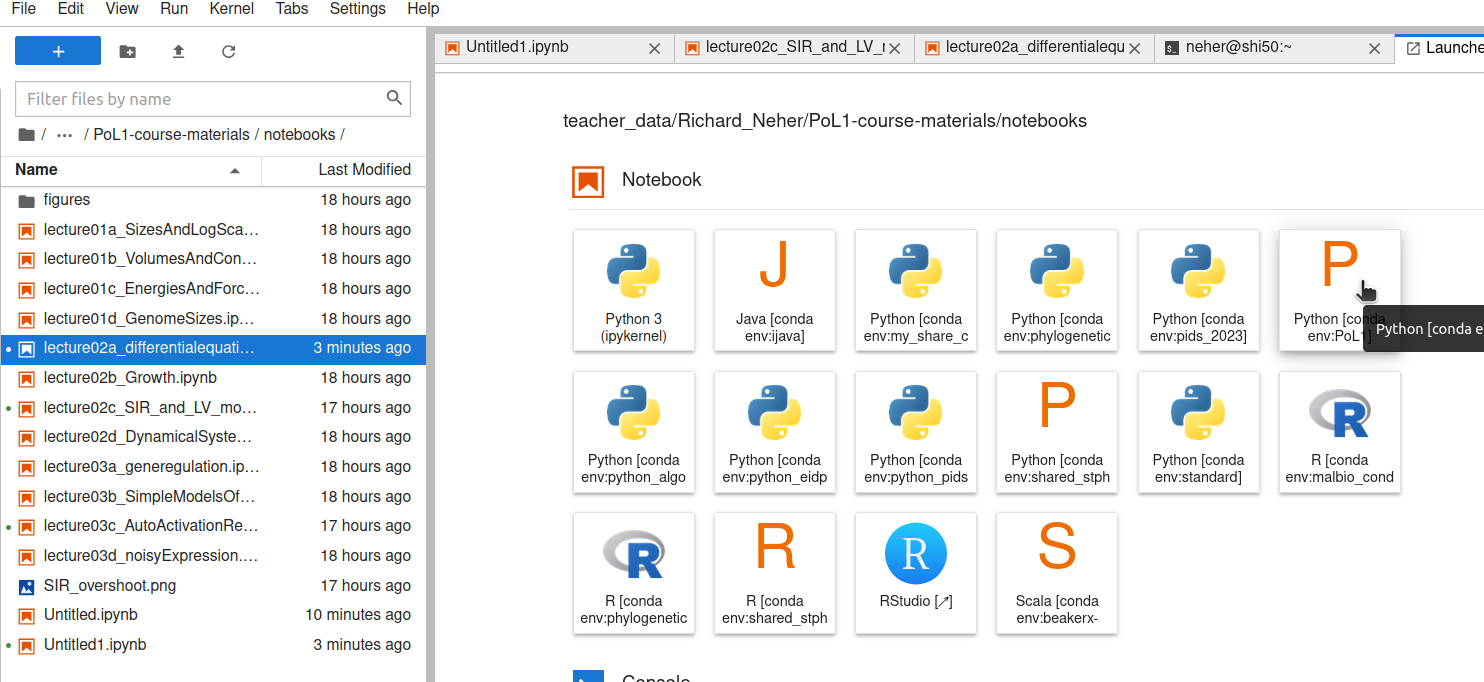 File Edit View Run Kernel Tabs Settings Help
Untitled1.ipynb
lecture02c_SIR_and_LV_
lecture02a_differentialequ
neher@shi50:~
Launche
Filter files by name
/ ··· / PoL1-course-materials / notebooks /
Name Last Modified
figures 18 hours ago
lecture01a_SizesAndLogSca… 18 hours ago
lecture01b_VolumesAndCon… 18 hours ago
lecture01c_EnergiesAndForc… 18 hours ago
lecture01d_GenomeSizes.ip… 18 hours ago
lecture02a_differentialequati… 3 minutes ago
lecture02b_Growth.ipynb 18 hours ago
lecture02c_SIR_and_LV_mo… 17 hours ago
lecture02d_DynamicalSyste… 18 hours ago
lecture03a_generegulation.ip… 18 hours ago
lecture03b_SimpleModelsOf… 18 hours ago
lecture03c_AutoActivationRe… 17 hours ago
lecture03d_noisyExpression.… 18 hours ago
SIR_overshoot.png 17 hours ago
Untitled.ipynb 10 minutes ago
Untitled1.ipynb 3 minutes ago
teacher_data/Richard_Neher/PoL1-course-materials/notebooks
Notebook
Python 3
(ipykernel)
J
Java [conda
env:ijava]
Python [conda
env:my_share_c
Python [conda
env:phylogenetic
Python [conda
env:pids_2023]
P
Python [conda
env:PoL1]
Python [conda e
Python [conda
env:python_algo
Python [conda
env:python_eidp
Python [conda
env:python_pids
P
Python [conda
env:shared_stph
Python [conda
env:standard]
R
R [conda
env:malbio_cond
R
R [conda
env:phylogenetic
R
R [conda
env:shared_stph
R
RStudio [↗]
S
Scala [conda
env:beakerx-
Console